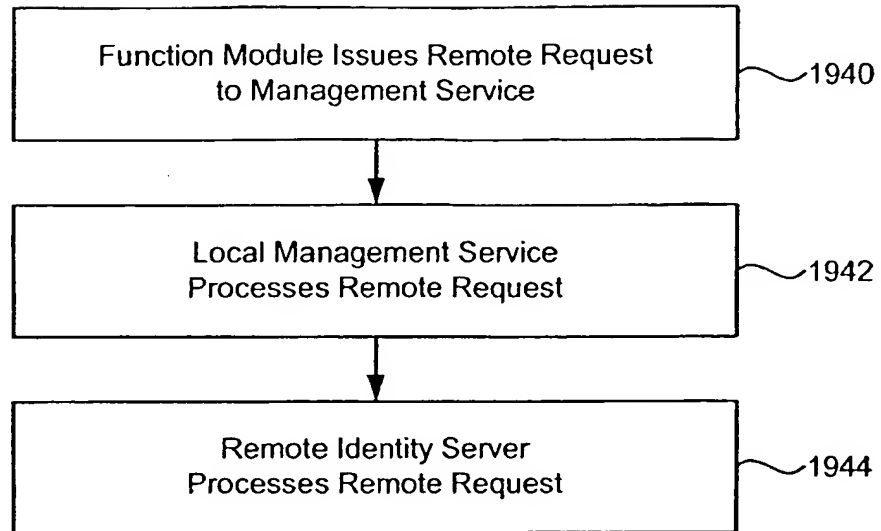 Function Module Issues Remote Request
to Management Service
1940
Local Management Service
Processes Remote Request
1942
Remote Identity Server
Processes Remote Request
1944